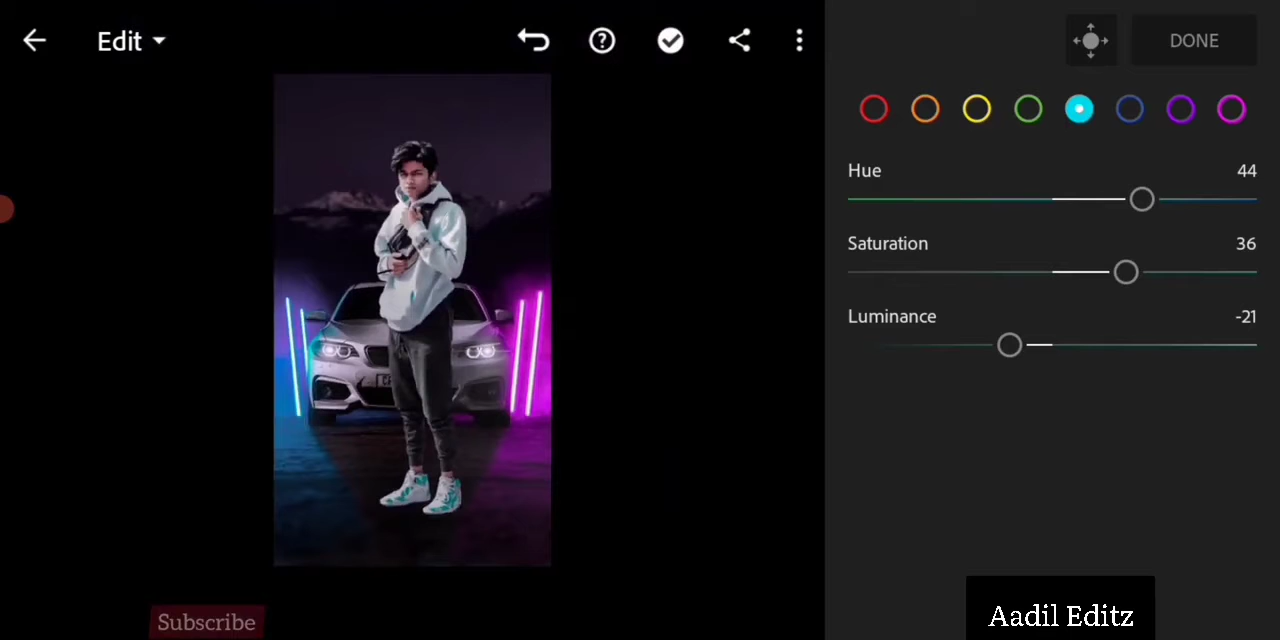 Edit
DONE
Hue 44
Saturation 36
Luminance -21
Subscribe
Aadil Editz